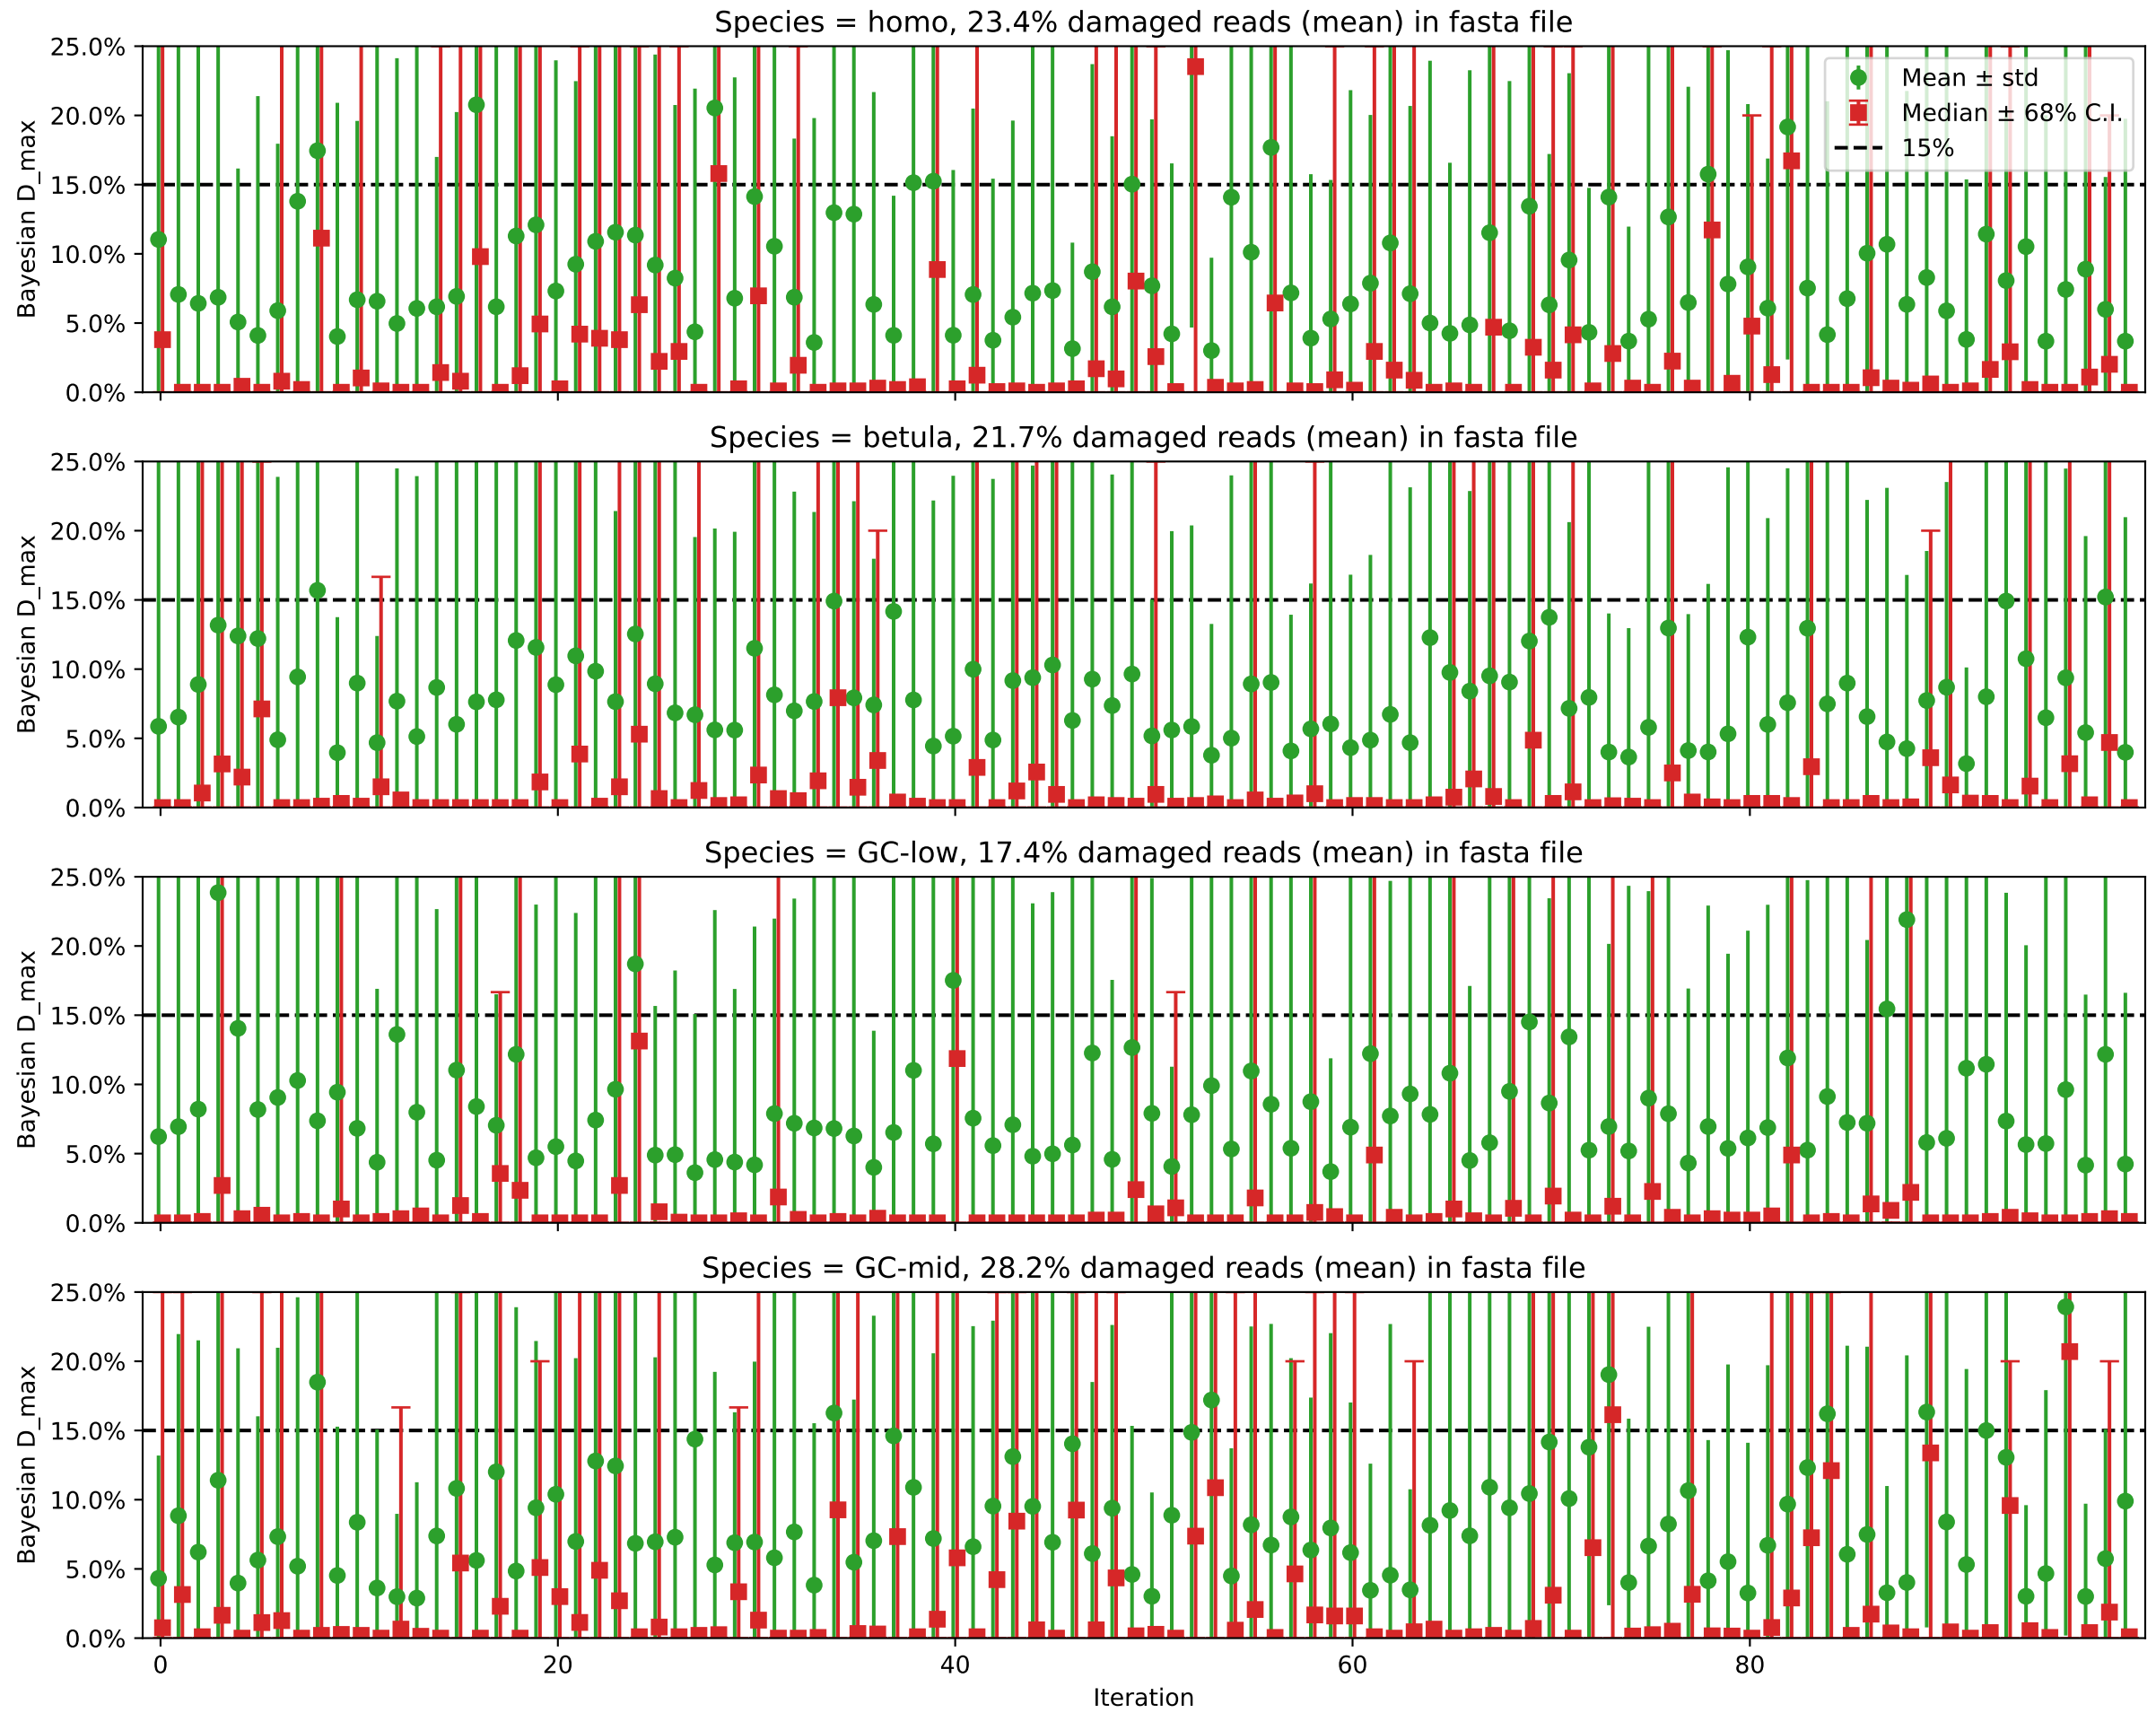 Species = homo, 23.4% damaged reads (mean) in fasta file
25.0%
20.0%
15.0%
10.0%
5.0%
0.0%
Bayesian D_max
Mean ± std
Median ± 68% C.I.
15%
Species = betula, 21.7% damaged reads (mean) in fasta file
25.0%
20.0%
15.0%
10.0%
5.0%
0.0%
Bayesian D_max
Species = GC-low, 17.4% damaged reads (mean) in fasta file
25.0%
20.0%
15.0%
10.0%
5.0%
0.0%
Bayesian D_max
Species = GC-mid, 28.2% damaged reads (mean) in fasta file
25.0%
20.0%
15.0%
10.0%
5.0%
0.0%
Bayesian D_max
0 20 40 60 80
Iteration